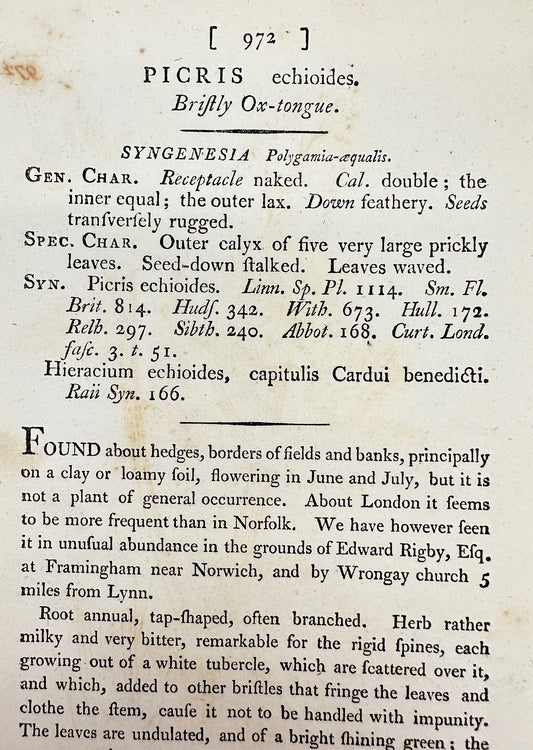 [ 972 ]
PICRIS echioides.
Briſtly Ox-tongue.
SYNGENESIA Polygamia-æqualis.
GEN. CHAR. Receptacle naked. Cal. double; the
inner equal; the outer lax. Down feathery. Seeds
tranſverſely rugged.
SPEC. CHAR. Outer calyx of five very large prickly
leaves. Seed-down ſtalked. Leaves waved.
SYN. Picris echioides. Linn. Sp. Pl. 1114. Sm. Fl.
Brit. 814. Hudſ. 342. With. 673. Hull. 172.
Relh. 297. Sibth. 240. Abbot. 168. Curt. Lond.
faſc. 3. t. 51.
Hieracium echioides, capitulis Cardui benedicti.
Raii Syn. 166.
FOUND about hedges, borders of fields and banks, principally
on a clay or loamy ſoil, flowering in June and July, but it is
not a plant of general occurrence. About London it ſeems
to be more frequent than in Norfolk. We have however ſeen
it in unuſual abundance in the grounds of Edward Rigby, Eſq.
at Framingham near Norwich, and by Wrongay church 5
miles from Lynn.
Root annual, tap-ſhaped, often branched. Herb rather
milky and very bitter, remarkable for the rigid ſpines, each
growing out of a white tubercle, which are ſcattered over it,
and which, added to other briſtles that fringe the leaves and
clothe the ſtem, cauſe it not to be handled with impunity.
The leaves are undulated, and of a bright ſhining green; the